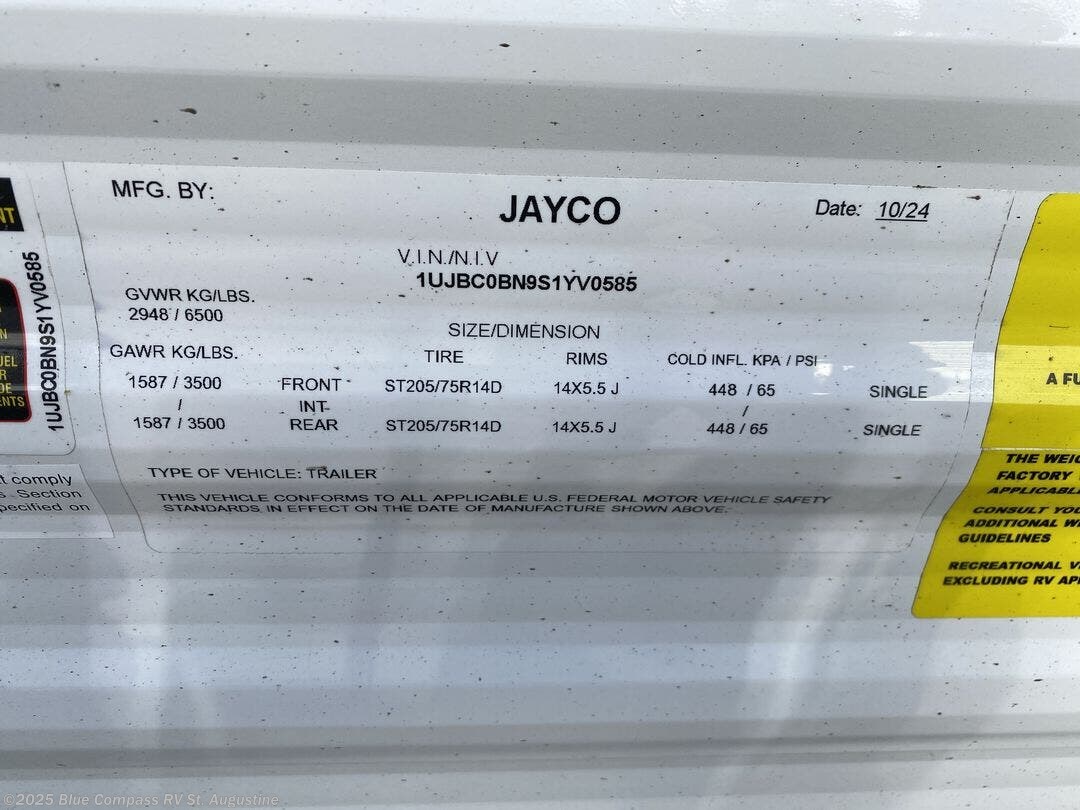 MFG. BY:
JAYCO
Date: 10/24
V.I.N./N.I.V
1UJBC0BN9S1YV0585
GVWR KG/LBS.
2948 / 6500
SIZE/DIMENSION
GAWR KG/LBS.
TIRE
RIMS
COLD INFL. KPA / PSI
1587 / 3500 FRONT ST205/75R14D 14X5.5 J 448 / 65 SINGLE
/ INT- /
1587 / 3500 REAR ST205/75R14D 14X5.5 J 448 / 65 SINGLE
TYPE OF VEHICLE: TRAILER
THIS VEHICLE CONFORMS TO ALL APPLICABLE U.S. FEDERAL MOTOR VEHICLE SAFETY
STANDARDS IN EFFECT ON THE DATE OF MANUFACTURE SHOWN ABOVE.
1UJBC0BN9S1YV0585
comply
Section
on
A FU
THE WEIG
FACTORY
APPLICABL
CONSULT YOU
ADDITIONAL W
GUIDELINES
RECREATIONAL V
EXCLUDING RV AP
©2025 Blue Compass RV St. Augustine